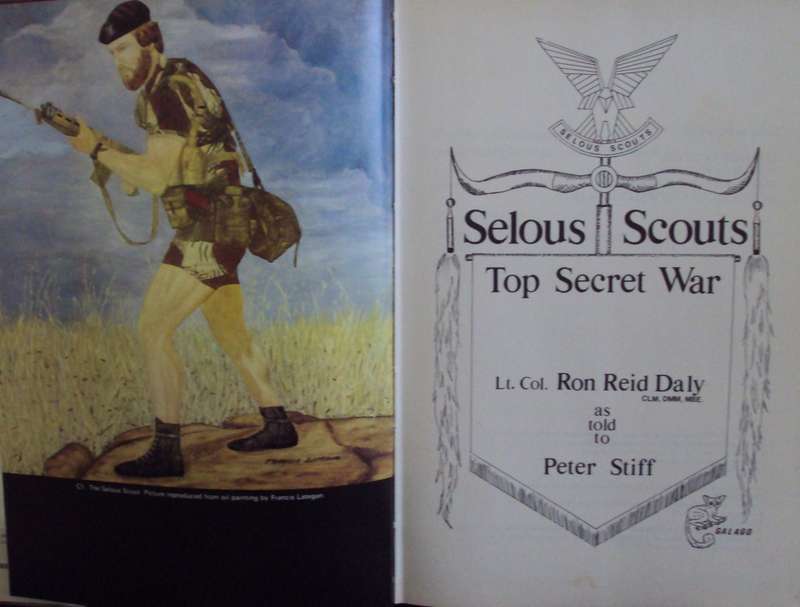 C1. The Selous Scout. Picture reproduced from oil painting by Francis Lategan.
SELOUS SCOUTS
Selous Scouts
Top Secret War
Lt. Col. Ron Reid Daly
CLM, DMM, MBE.
as
told
to
Peter Stiff
GALAGO